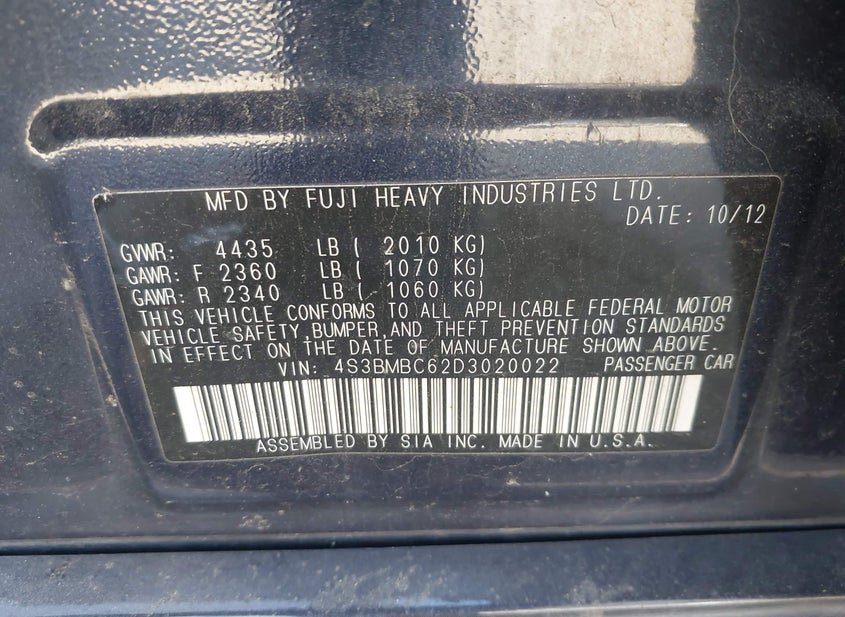 MFD BY FUJI HEAVY INDUSTRIES LTD.
DATE: 10/12
GVWR: 4435 LB ( 2010 KG)
GAWR: F 2360 LB ( 1070 KG)
GAWR: R 2340 LB ( 1060 KG)
THIS VEHICLE CONFORMS TO ALL APPLICABLE FEDERAL MOTOR
VEHICLE SAFETY, BUMPER, AND THEFT PREVENTION STANDARDS
IN EFFECT ON THE DATE OF MANUFACTURE SHOWN ABOVE.
VIN: 4S3BMBC62D3020022 PASSENGER CAR
ASSEMBLED BY SIA INC. MADE IN U.S.A.